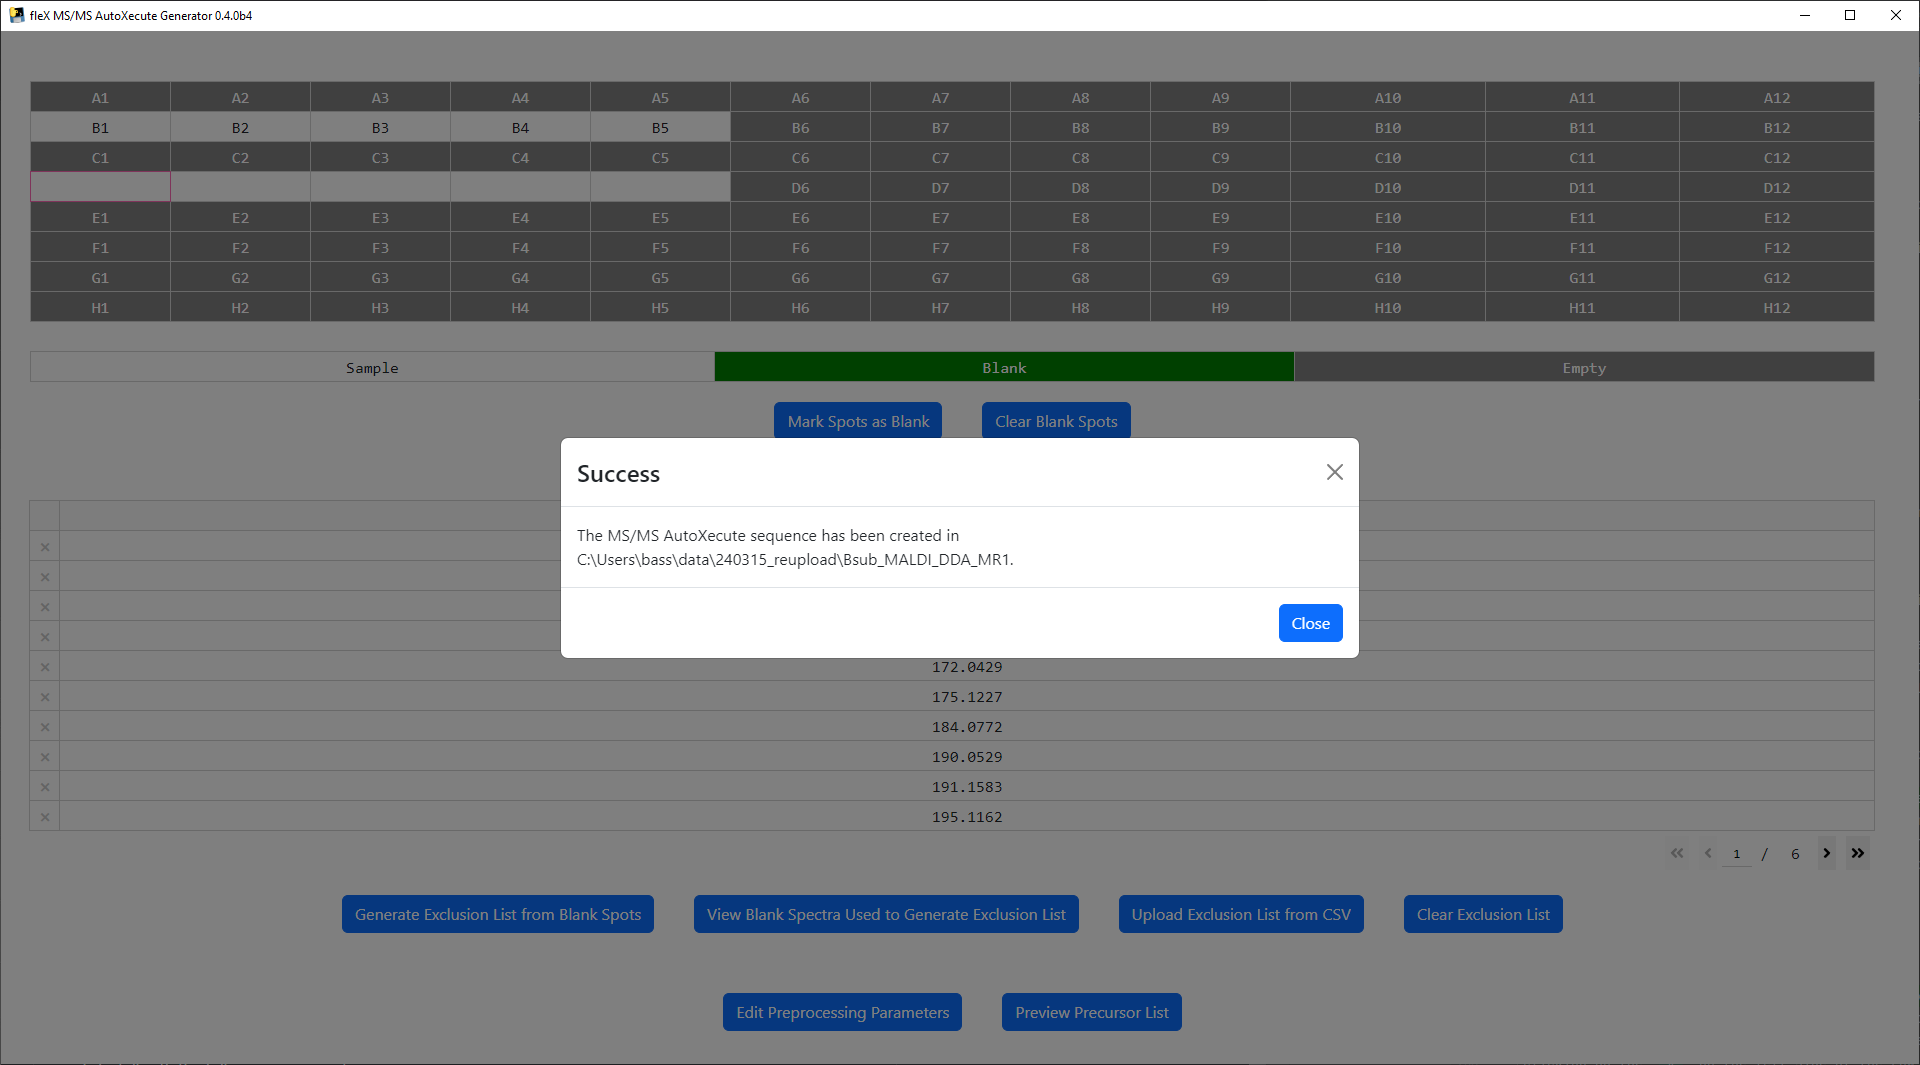 fleX MS/MS AutoXecute Generator 0.4.0b4
A1 A2 A3 A4 A5 A6 A7 A8 A9 A10 A11 A12
B1 B2 B3 B4 B5 B6 B7 B8 B9 B10 B11 B12
C1 C2 C3 C4 C5 C6 C7 C8 C9 C10 C11 C12
D6 D7 D8 D9 D10 D11 D12
E1 E2 E3 E4 E5 E6 E7 E8 E9 E10 E11 E12
F1 F2 F3 F4 F5 F6 F7 F8 F9 F10 F11 F12
G1 G2 G3 G4 G5 G6 G7 G8 G9 G10 G11 G12
H1 H2 H3 H4 H5 H6 H7 H8 H9 H10 H11 H12
Sample Blank Empty
Mark Spots as Blank Clear Blank Spots
Success
The MS/MS AutoXecute sequence has been created in
C:\Users\bass\data\240315_reupload\Bsub_MALDI_DDA_MR1.
Close
172.0429
175.1227
184.0772
190.0529
191.1583
195.1162
1 / 6
Generate Exclusion List from Blank Spots View Blank Spectra Used to Generate Exclusion List Upload Exclusion List from CSV Clear Exclusion List
Edit Preprocessing Parameters Preview Precursor List